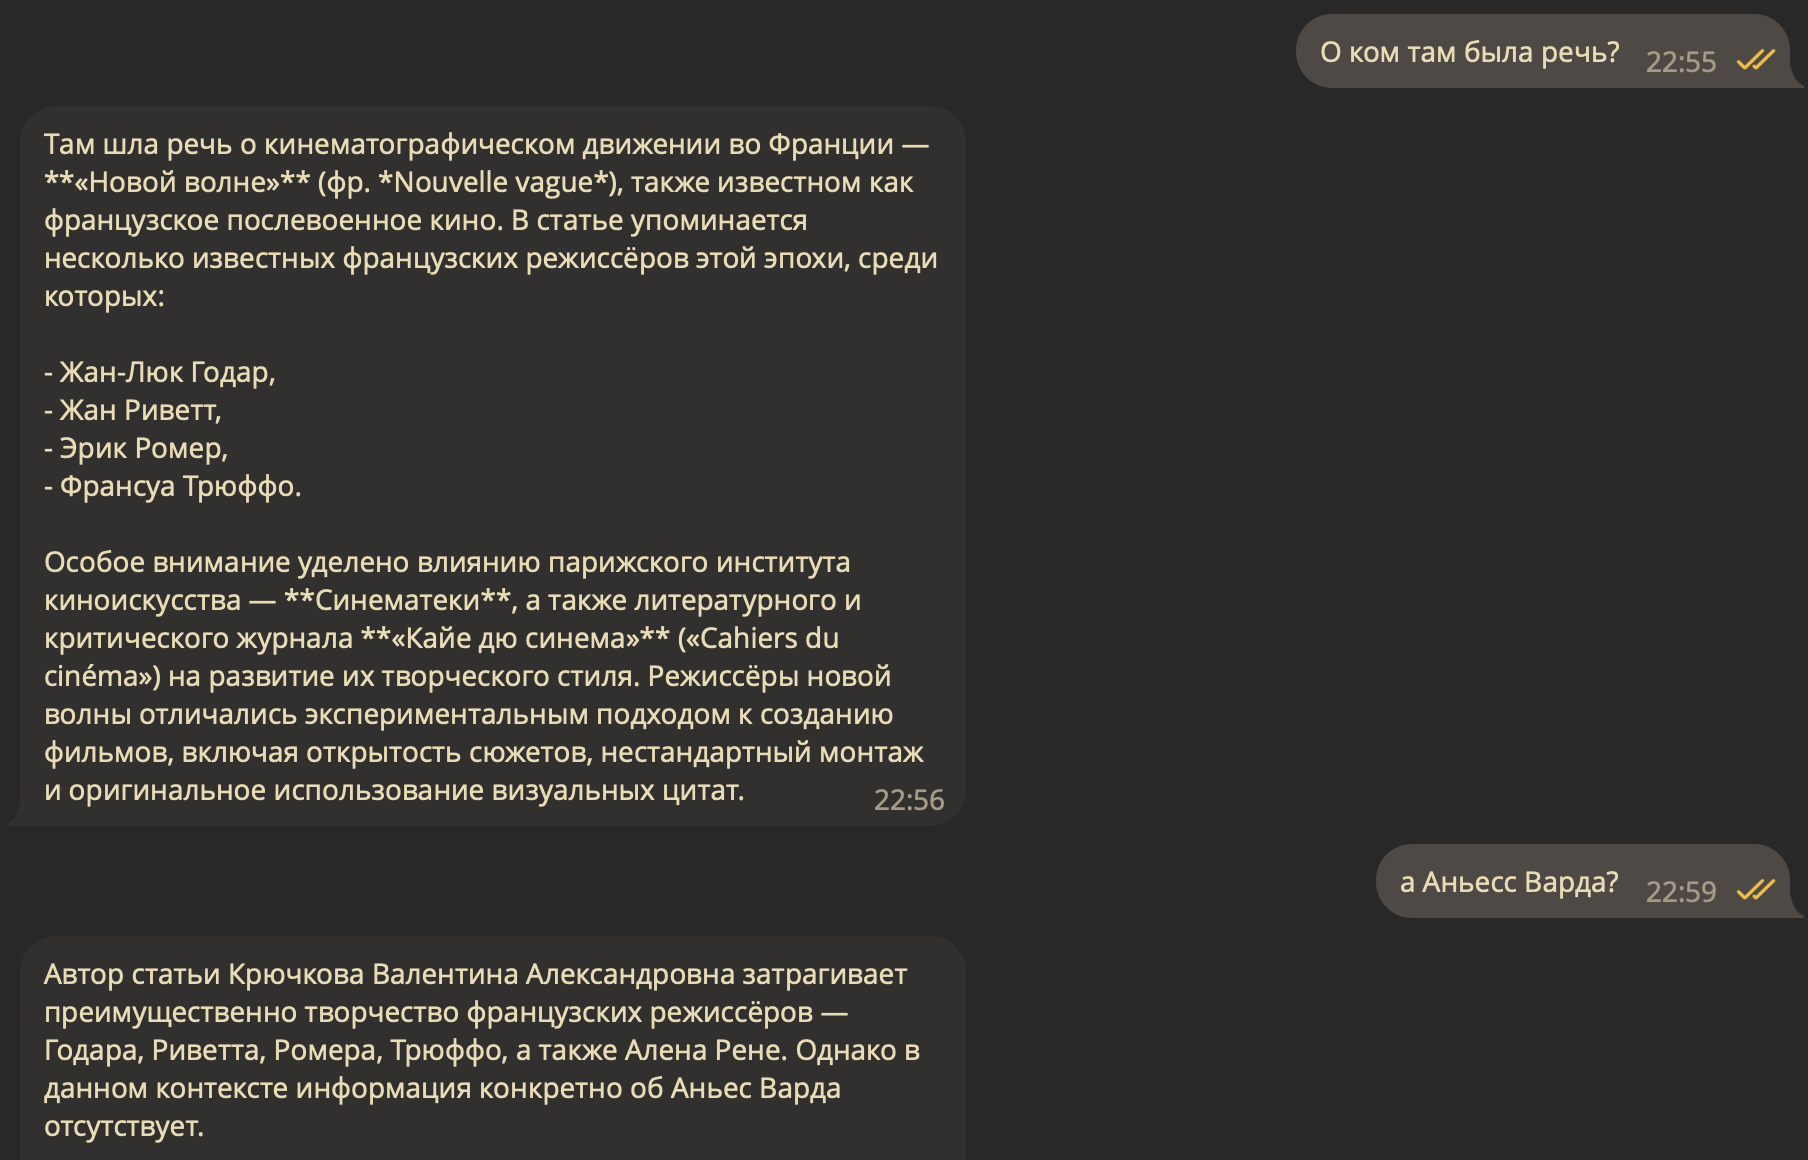 О ком там была речь? 22:55
Там шла речь о кинематографическом движении во Франции —
**«Новой волне»** (фр. *Nouvelle vague*), также известном как
французское послевоенное кино. В статье упоминается
несколько известных французских режиссёров этой эпохи, среди
которых:
- Жан-Люк Годар,
- Жан Риветт,
- Эрик Ромер,
- Франсуа Трюффо.
Особое внимание уделено влиянию парижского института
киноискусства — **Синематеки**, а также литературного и
критического журнала **«Кайе дю синема»** («Cahiers du
cinéma») на развитие их творческого стиля. Режиссёры новой
волны отличались экспериментальным подходом к созданию
фильмов, включая открытость сюжетов, нестандартный монтаж
и оригинальное использование визуальных цитат. 22:56
а Аньесс Варда? 22:59
Автор статьи Крючкова Валентина Александровна затрагивает
преимущественно творчество французских режиссёров —
Годара, Риветта, Ромера, Трюффо, а также Алена Рене. Однако в
данном контексте информация конкретно об Аньес Варда
отсутствует.